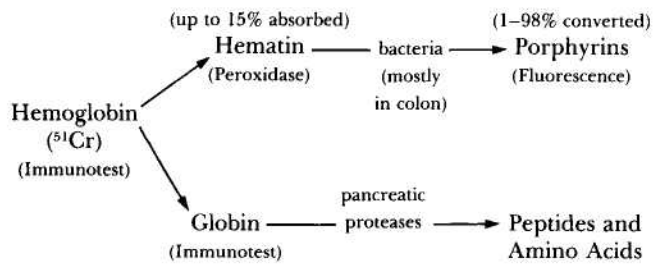 (up to 15% absorbed)
Hematin
(Peroxidase)
bacteria
(mostly
in colon)
(1–98% converted)
Porphyrins
(Fluorescence)
Hemoglobin
(⁵¹Cr)
(Immunotest)
Globin
(Immunotest)
pancreatic
proteases
Peptides and
Amino Acids